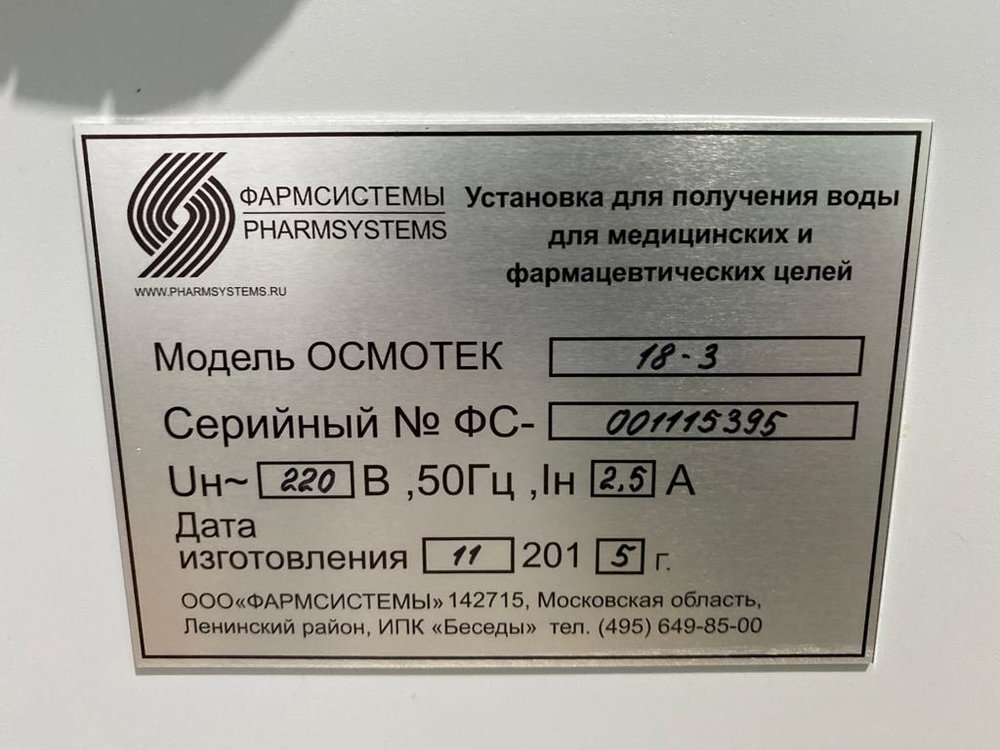 ФАРМСИСТЕМЫ
PHARMSYSTEMS
WWW.PHARMSYSTEMS.RU
Установка для получения воды
для медицинских и
фармацевтических целей
Модель ОСМОТЕК 18-3
Серийный № ФС- 001115395
Uн~ 220 В ,50Гц ,Iн 2.5 А
Дата
изготовления 11 201 5 г.
ООО«ФАРМСИСТЕМЫ» 142715, Московская область,
Ленинский район, ИПК «Беседы» тел. (495) 649-85-00